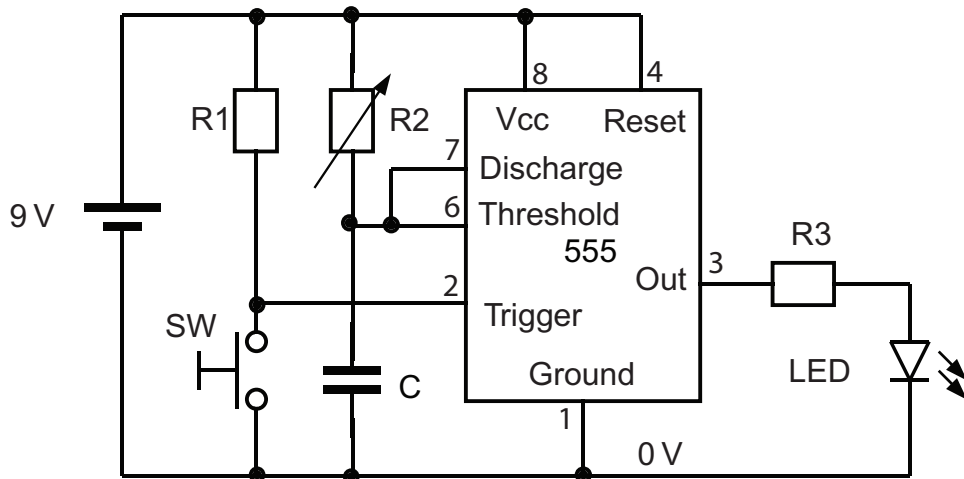 8
4
R1
R2
Vcc
Reset
7
Discharge
9 V
6
Threshold
555
R3
Out
3
2
SW
Trigger
LED
Ground
C
1
0 V